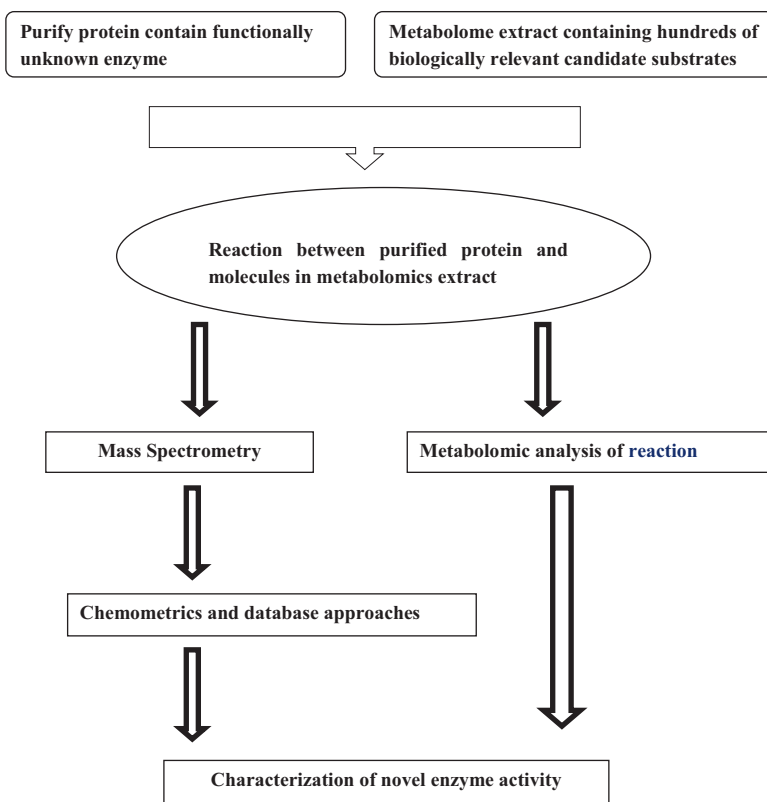 Purify protein contain functionally
unknown enzyme
Metabolome extract containing hundreds of
biologically relevant candidate substrates
Reaction between purified protein and
molecules in metabolomics extract
Mass Spectrometry
Metabolomic analysis of reaction
Chemometrics and database approaches
Characterization of novel enzyme activity